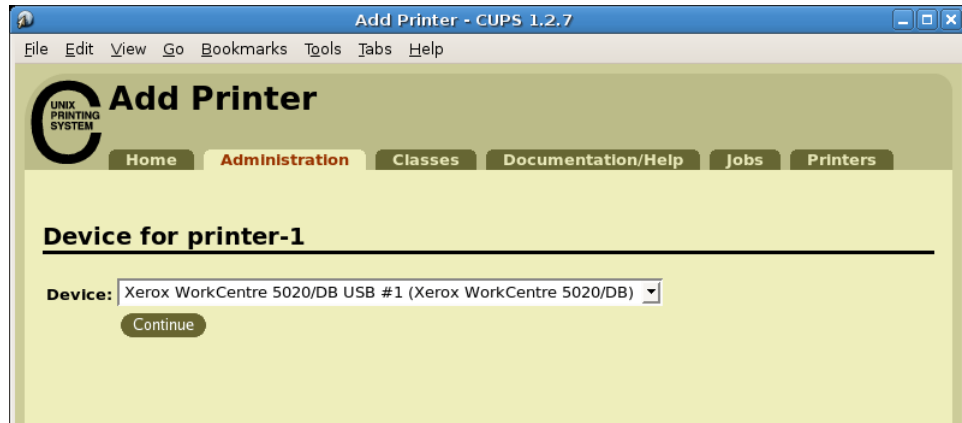 Add Printer - CUPS 1.2.7
File Edit View Go Bookmarks Tools Tabs Help
UNIX
PRINTING
SYSTEM
Add Printer
Home Administration Classes Documentation/Help Jobs Printers
Device for printer-1
Device: Xerox WorkCentre 5020/DB USB #1 (Xerox WorkCentre 5020/DB)
Continue